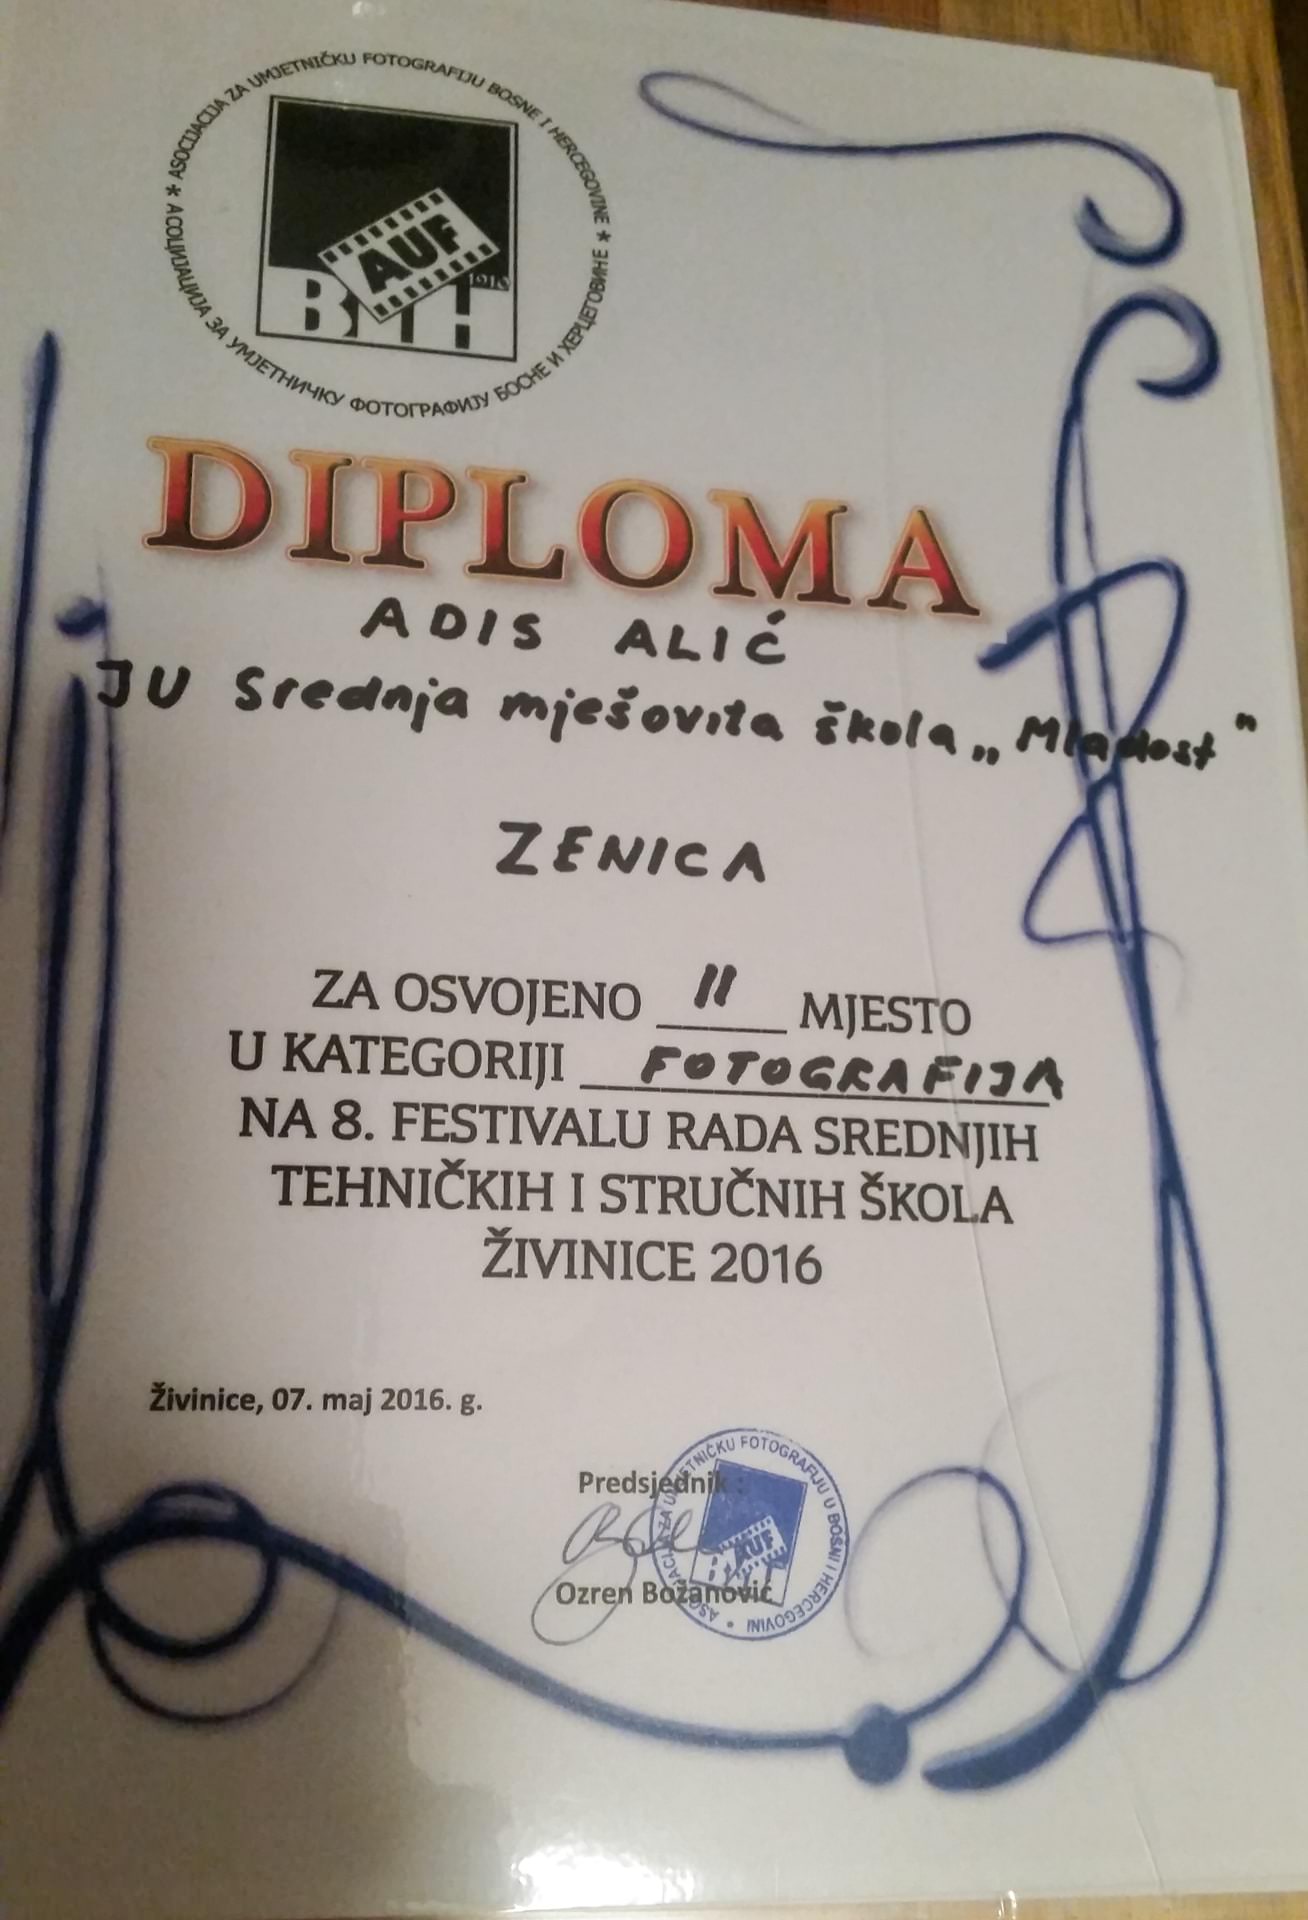 * ASOCIJACIJA ZA UMJETNIČKU FOTOGRAFIJU BOSNE I HERCEGOVINE *
АСОЦИЈАЦИЈА ЗА УМЈЕТНИЧКУ ФОТОГРАФИЈУ БОСНЕ И ХЕРЦЕГОВИНЕ
AUF
BIH
DIPLOMA
ADIS ALIĆ
JU Srednja mješovita škola „Mladost"
ZENICA
ZA OSVOJENO II MJESTO
U KATEGORIJI FOTOGRAFIJA
NA 8. FESTIVALU RADA SREDNJIH
TEHNIČKIH I STRUČNIH ŠKOLA
ŽIVINICE 2016
Živinice, 07. maj 2016. g.
Predsjednik :
Ozren Božanović
ASOCIJACIJA ZA UMJETNIČKU FOTOGRAFIJU U BOSNI I HERCEGOVINI
AUF